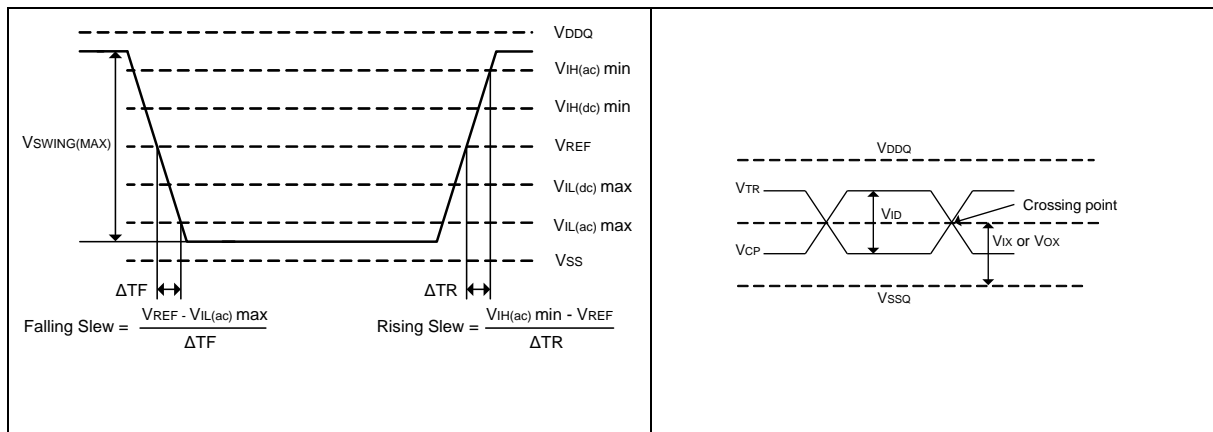 VDDQ
VIH(ac) min
VIH(dc) min
VSWING(MAX)
VREF
VIL(dc) max
VIL(ac) max
VSS
ΔTF
ΔTR
Falling Slew = VREF - VIL(ac) max
ΔTF
Rising Slew = VIH(ac) min - VREF
ΔTR
VDDQ
VTR
VID
Crossing point
VCP
VIX or VOX
VSSQ